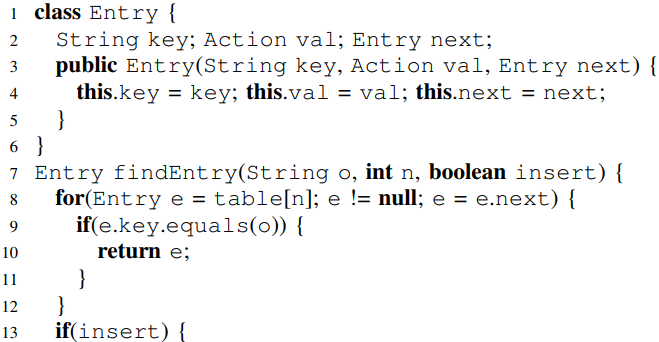 1 class Entry {
2 String key; Action val; Entry next;
3 public Entry(String key, Action val, Entry next) {
4 this.key = key; this.val = val; this.next = next;
5 }
6 }
7 Entry findEntry(String o, int n, boolean insert) {
8 for(Entry e = table[n]; e != null; e = e.next) {
9 if(e.key.equals(o)) {
10 return e;
11 }
12 }
13 if(insert) {